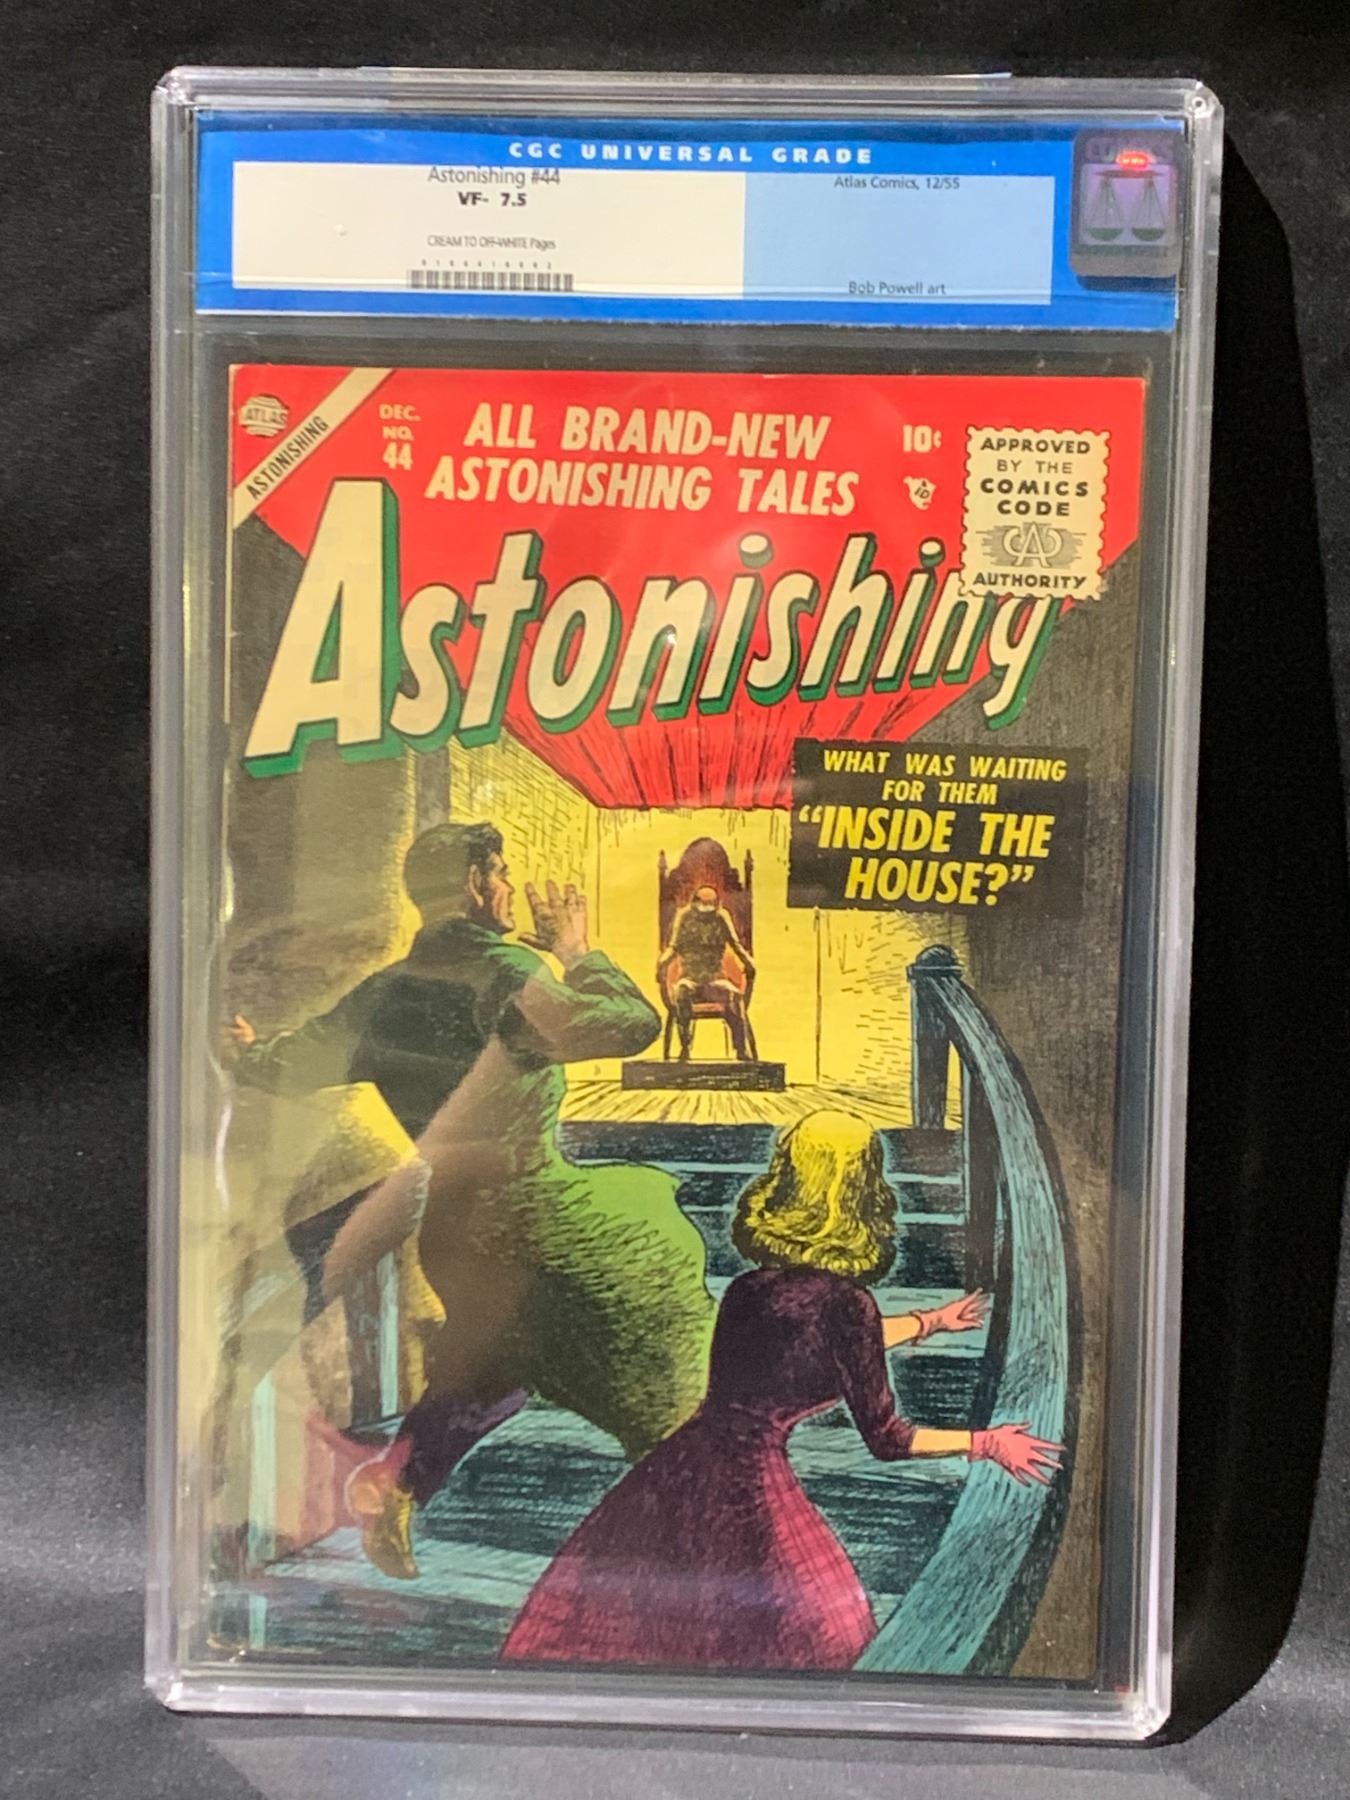 CGC UNIVERSAL GRADE
Astonishing #44
VF- 7.5
CREAM TO OFF-WHITE Pages
Atlas Comics, 12/55
Bob Powell art
ATLAS
ASTONISHING
DEC.
NO.
44
ALL BRAND-NEW
ASTONISHING TALES
10¢
APPROVED
BY THE
COMICS
CODE
AUTHORITY
Astonishing
WHAT WAS WAITING
FOR THEM
“INSIDE THE
HOUSE?”